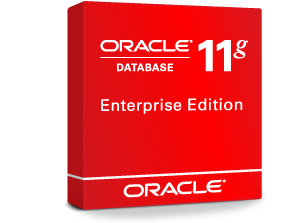 ORACLE®
DATABASE 11g
Enterprise Edition
ORACLE®